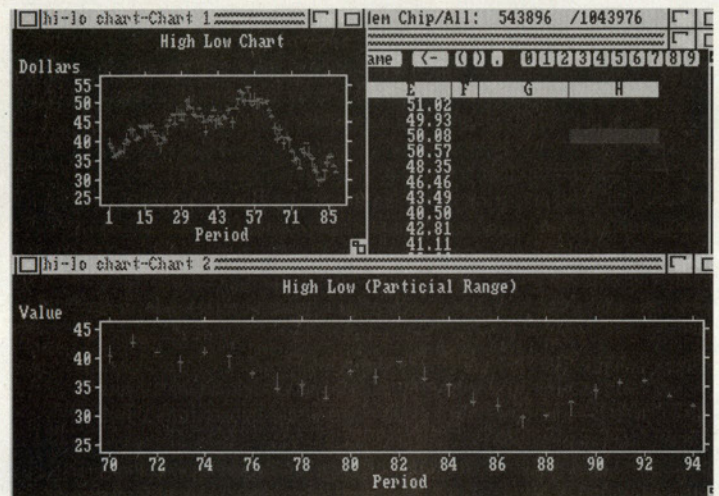 hi-lo chart-Chart 1
High Low Chart
Dollars
55
50
45
40
35
30
25
1 15 29 43 57 71 85
Period
Mem Chip/All: 543896 /1043976
ame <- ( ) . 0 1 2 3 4 5 6 7 8 9
E F G H
51.02
49.93
50.08
50.57
48.35
46.46
43.49
40.50
42.81
41.11
hi-lo chart-Chart 2
High Low (Particial Range)
Value
45
40
35
30
25
70 72 74 76 78 80 82 84 86 88 90 92 94
Period